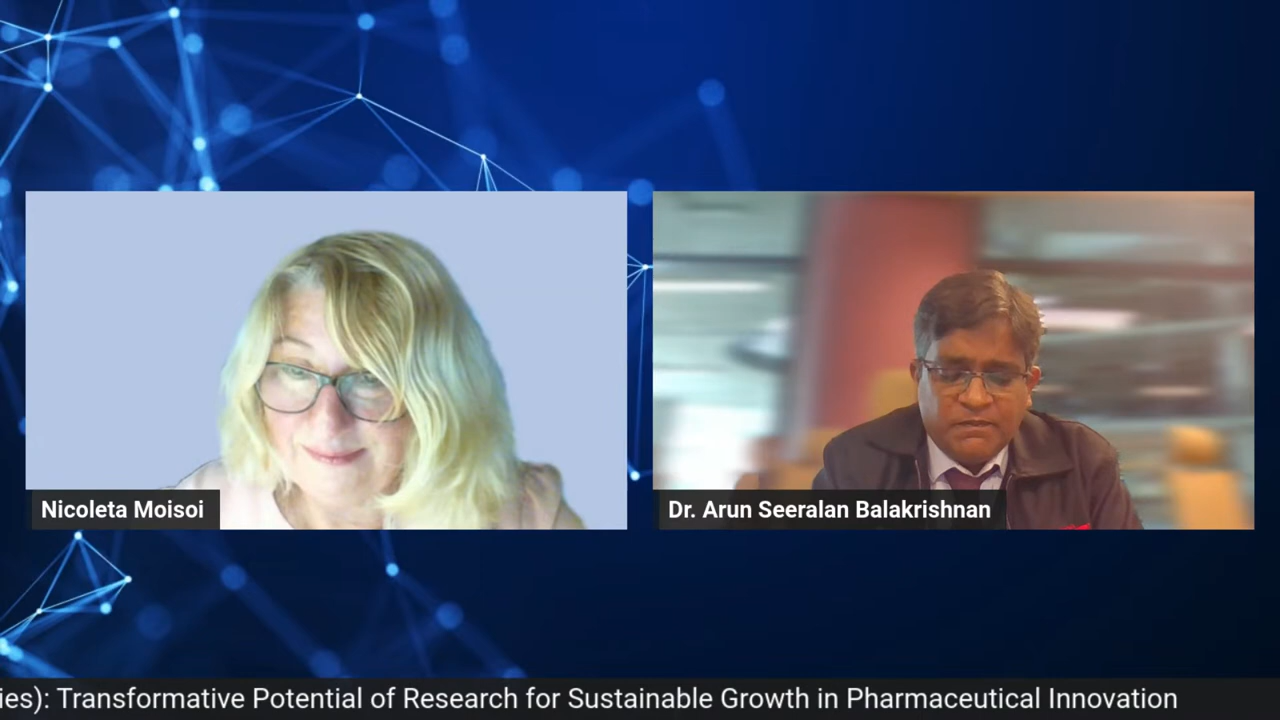 Nicoleta Moisoi
Dr. Arun Seeralan Balakrishnan
ies): Transformative Potential of Research for Sustainable Growth in Pharmaceutical Innovation